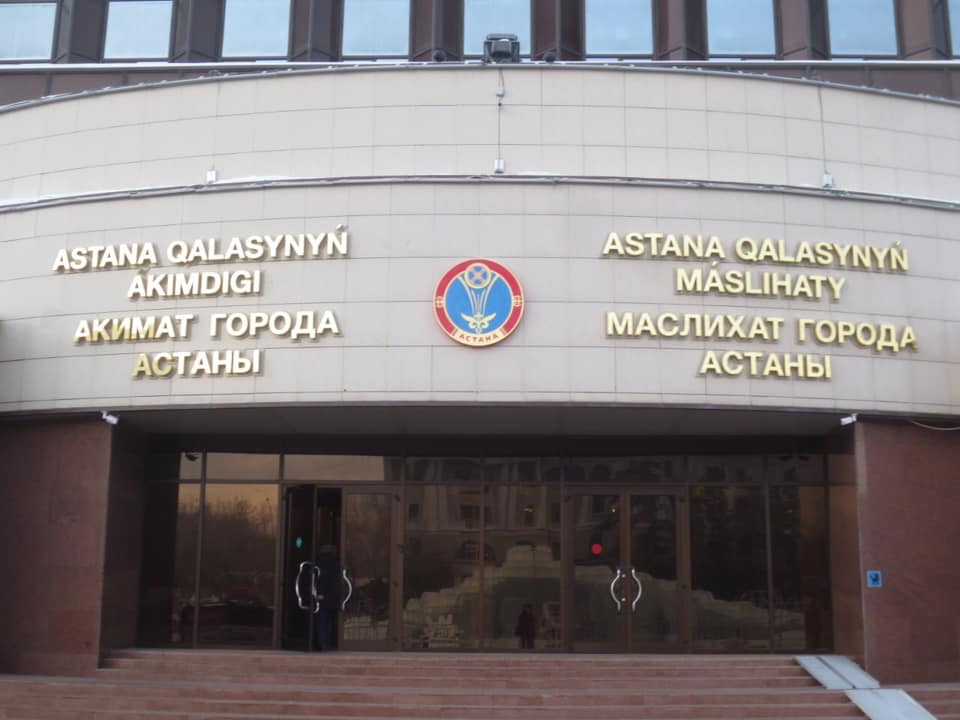 ASTANA QALASYNYŃ
ÁKIMDIGI
АКИМАТ ГОРОДА
АСТАНЫ
АСТАНА
ASTANA QALASYNYŃ
MÁSLIHATY
МАСЛИХАТ ГОРОДА
АСТАНЫ